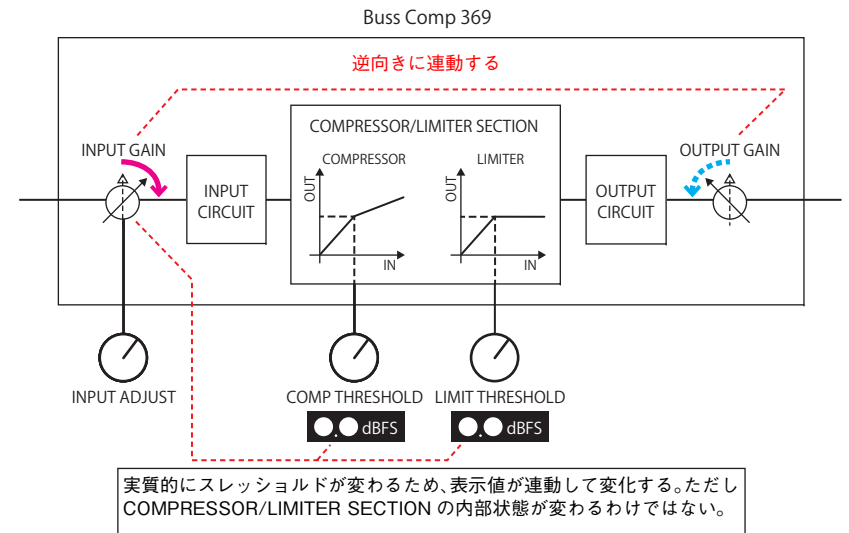 Buss Comp 369
逆向きに連動する
COMPRESSOR/LIMITER SECTION
INPUT GAIN
OUTPUT GAIN
COMPRESSOR
LIMITER
INPUT
CIRCUIT
OUT
IN
OUT
IN
OUTPUT
CIRCUIT
INPUT ADJUST
COMP THRESHOLD
LIMIT THRESHOLD
dBFS
dBFS
実質的にスレッショルドが変わるため、表示値が連動して変化する。ただし
COMPRESSOR/LIMITER SECTION の内部状態が変わるわけではない。